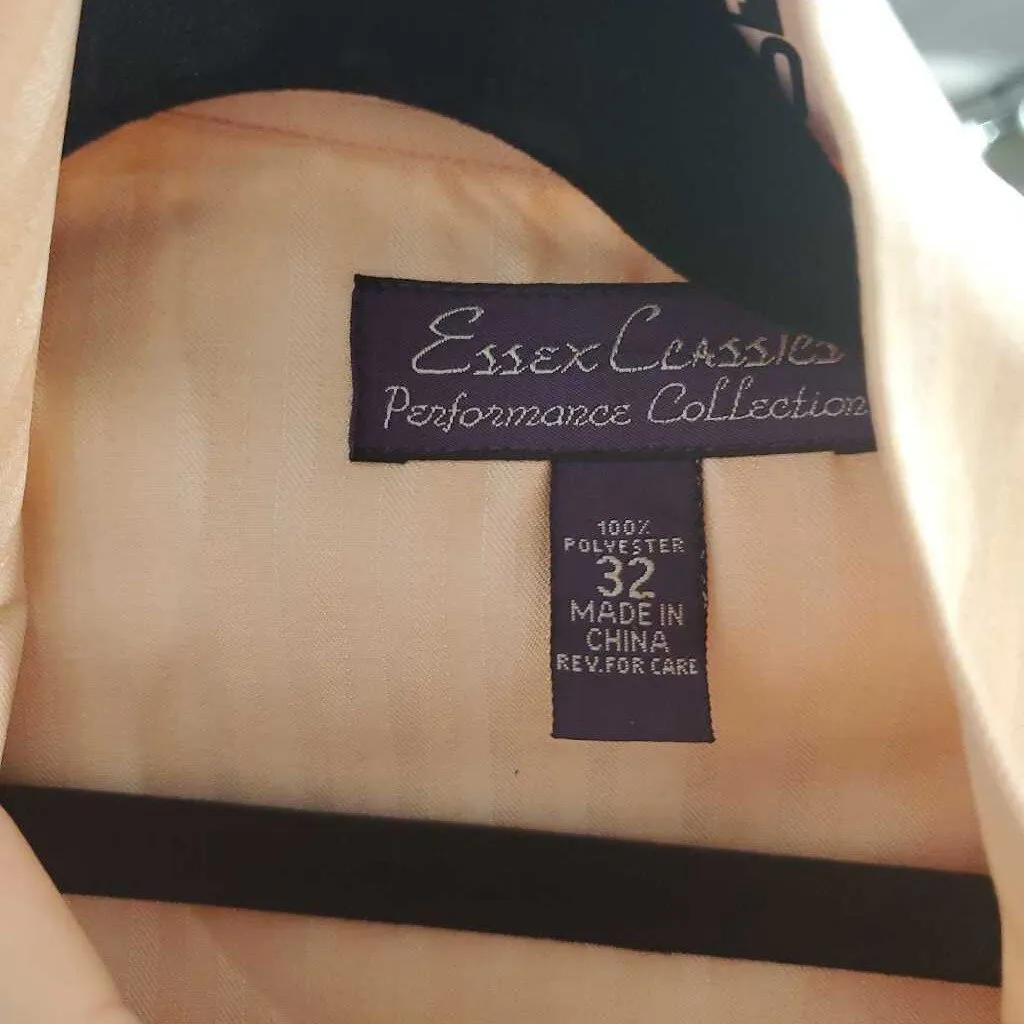 Essex Classics
Performance Collection
100%
POLYESTER
32
MADE IN
CHINA
REV.FOR CARE